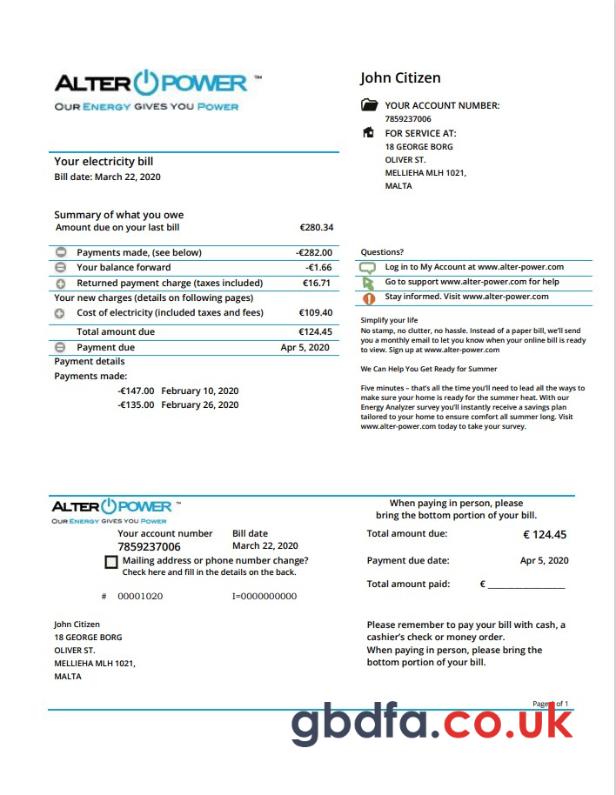 ALTER POWER ™
OUR ENERGY GIVES YOU POWER
John Citizen
YOUR ACCOUNT NUMBER:
7859237006
FOR SERVICE AT:
18 GEORGE BORG
OLIVER ST.
MELLIEHA MLH 1021,
MALTA
Your electricity bill
Bill date: March 22, 2020
Summary of what you owe
Amount due on your last bill €280.34
Payments made, (see below) -€282.00
Your balance forward -€1.66
Returned payment charge (taxes included) €16.71
Your new charges (details on following pages)
Cost of electricity (included taxes and fees) €109.40
Total amount due €124.45
Payment due Apr 5, 2020
Payment details
Payments made:
-€147.00 February 10, 2020
-€135.00 February 26, 2020
Questions?
Log in to My Account at www.alter-power.com
Go to support www.alter-power.com for help
Stay informed. Visit www.alter-power.com
Simplify your life
No stamp, no clutter, no hassle. Instead of a paper bill, we'll send
you a monthly email to let you know when your online bill is ready
to view. Sign up at www.alter-power.com
We Can Help You Get Ready for Summer
Five minutes – that's all the time you'll need to lead all the ways to
make sure your home is ready for the summer heat. With our
Energy Analyzer survey you'll instantly receive a savings plan
tailored to your home to ensure comfort all summer long. Visit
www.alter-power.com today to take your survey.
ALTER POWER ™
OUR ENERGY GIVES YOU POWER
Your account number Bill date
7859237006 March 22, 2020
Mailing address or phone number change?
Check here and fill in the details on the back.
# 00001020 I=0000000000
When paying in person, please
bring the bottom portion of your bill.
Total amount due: € 124.45
Payment due date: Apr 5, 2020
Total amount paid: € ________________
John Citizen
18 GEORGE BORG
OLIVER ST.
MELLIEHA MLH 1021,
MALTA
Please remember to pay your bill with cash, a
cashier's check or money order.
When paying in person, please bring the
bottom portion of your bill.
Page of 1
gbdfa.co.uk